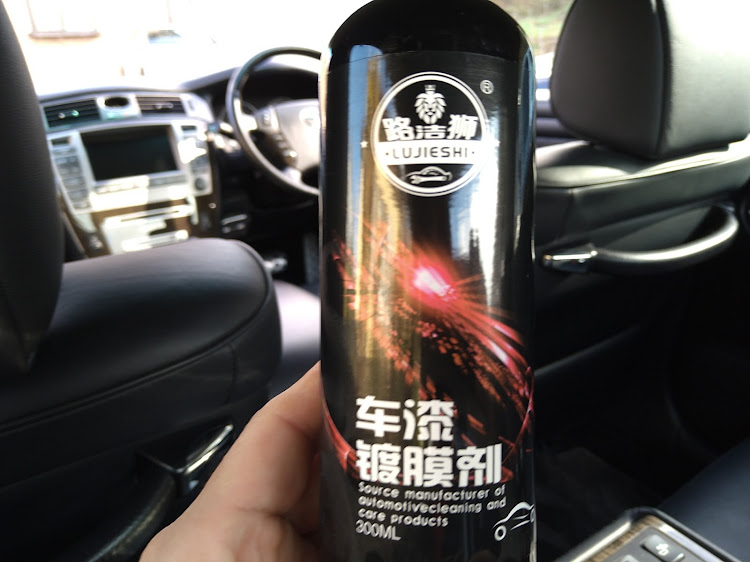 ®
路洁狮
LUJIESHI
车漆
镀膜剂
Source manufacturer of
automotivecleaning and
care products
300ML